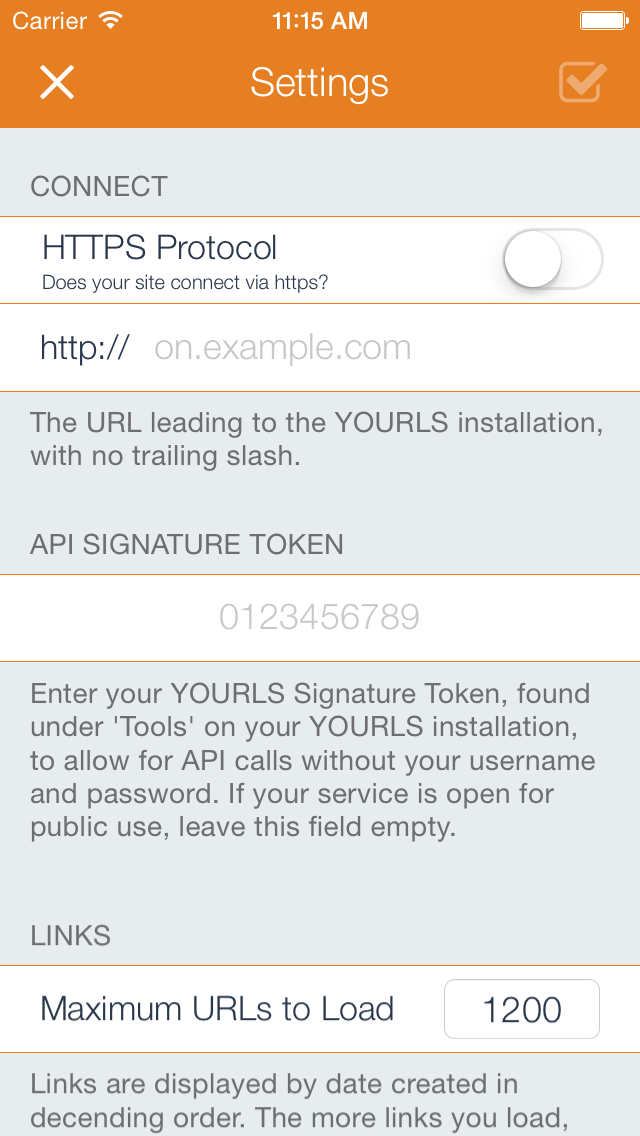 Carrier 11:15 AM
Settings
CONNECT
HTTPS Protocol
Does your site connect via https?
http:// on.example.com
The URL leading to the YOURLS installation,
with no trailing slash.
API SIGNATURE TOKEN
0123456789
Enter your YOURLS Signature Token, found
under 'Tools' on your YOURLS installation,
to allow for API calls without your username
and password. If your service is open for
public use, leave this field empty.
LINKS
Maximum URLs to Load 1200
Links are displayed by date created in
decending order. The more links you load,